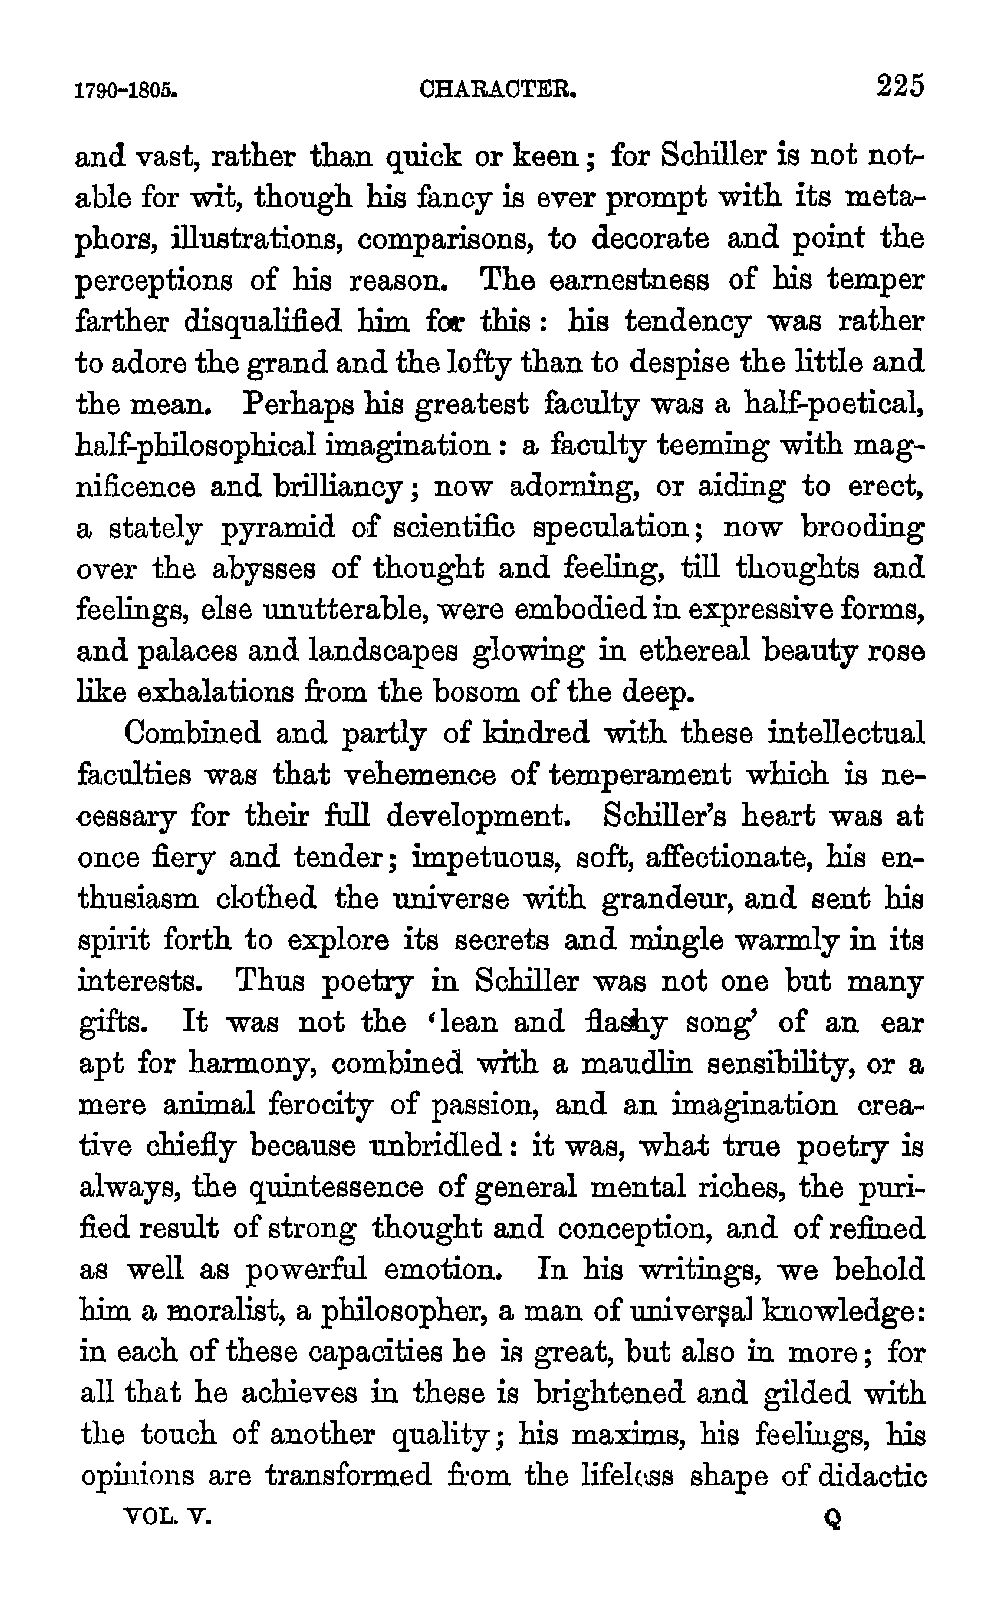 1790-1805. CHARACTER. 225
and vast, rather than quick or keen; for Schiller is not not-
able for wit, though his fancy is ever prompt with its meta-
phors, illustrations, comparisons, to decorate and point the
perceptions of his reason. The earnestness of his temper
farther disqualified him for this: his tendency was rather
to adore the grand and the lofty than to despise the little and
the mean. Perhaps his greatest faculty was a half-poetical,
half-philosophical imagination: a faculty teeming with mag-
nificence and brilliancy; now adorning, or aiding to erect,
a stately pyramid of scientific speculation; now brooding
over the abysses of thought and feeling, till thoughts and
feelings, else unutterable, were embodied in expressive forms,
and palaces and landscapes glowing in ethereal beauty rose
like exhalations from the bosom of the deep.
Combined and partly of kindred with these intellectual
faculties was that vehemence of temperament which is ne-
cessary for their full development. Schiller's heart was at
once fiery and tender; impetuous, soft, affectionate, his en-
thusiasm clothed the universe with grandeur, and sent his
spirit forth to explore its secrets and mingle warmly in its
interests. Thus poetry in Schiller was not one but many
gifts. It was not the ‘lean and flashy song’ of an ear
apt for harmony, combined with a maudlin sensibility, or a
mere animal ferocity of passion, and an imagination crea-
tive chiefly because unbridled: it was, what true poetry is
always, the quintessence of general mental riches, the puri-
fied result of strong thought and conception, and of refined
as well as powerful emotion. In his writings, we behold
him a moralist, a philosopher, a man of universal knowledge:
in each of these capacities he is great, but also in more; for
all that he achieves in these is brightened and gilded with
the touch of another quality; his maxims, his feelings, his
opinions are transformed from the lifeless shape of didactic
VOL. V. Q